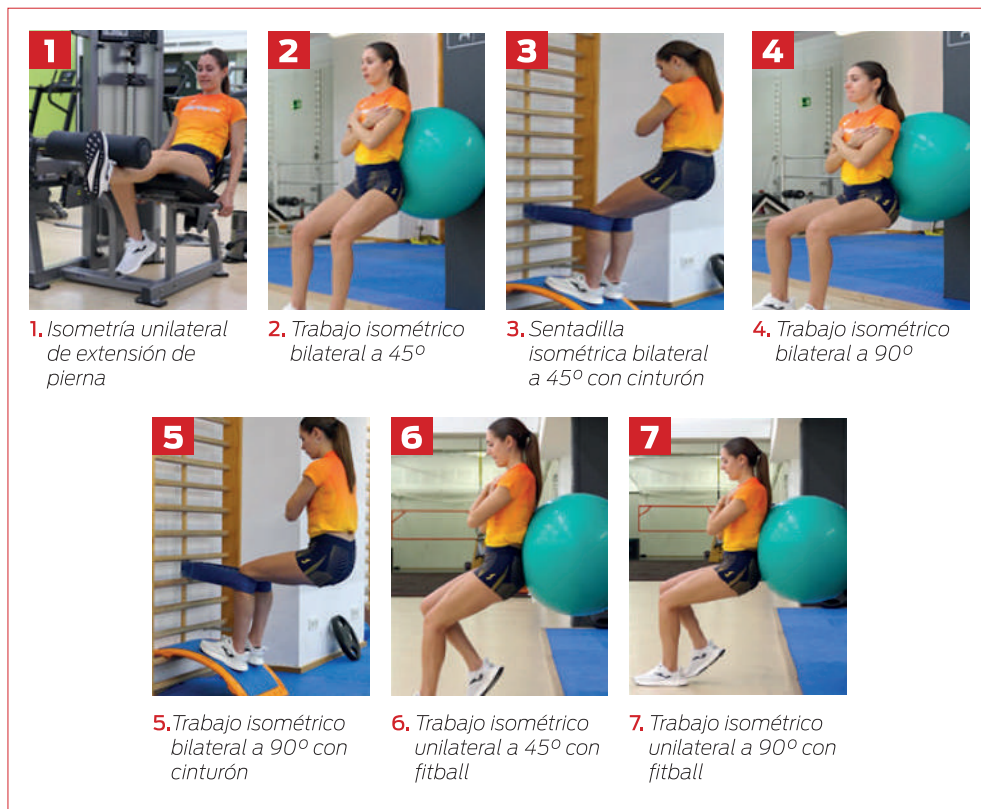 1
2
3
4
1. Isometría unilateral
de extensión de
pierna
2. Trabajo isométrico
bilateral a 45º
3. Sentadilla
isométrica bilateral
a 45º con cinturón
4. Trabajo isométrico
bilateral a 90º
5
6
7
5. Trabajo isométrico
bilateral a 90º con
cinturón
6. Trabajo isométrico
unilateral a 45º con
fitball
7. Trabajo isométrico
unilateral a 90º con
fitball